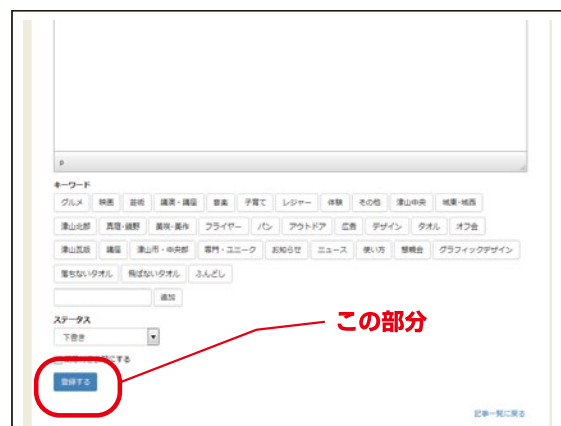 p
キーワード
グルメ 映画 芸術 講演・講座 音楽 子育て レジャー 体験 その他 津山中央 城東・城西
津山北部 真庭・鏡野 美咲・美作 フライヤー パン アウトドア 広告 デザイン タオル オフ会
津山瓦版 講座 津山市・中央部 専門・ユニーク お知らせ ニュース 使い方 懇親会 グラフィックデザイン
落ちないタオル 飛ばないタオル ふんどし
追加
ステータス
下書き
この部分
にする
登録する
記事一覧に戻る